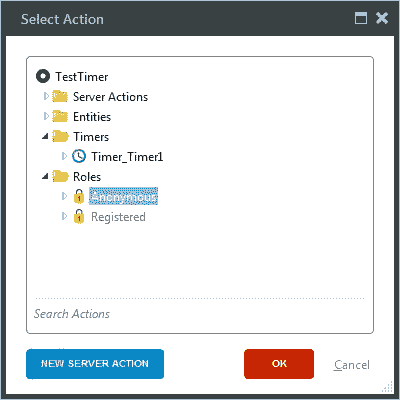 Select Action
TestTimer
Server Actions
Entities
Timers
Timer_Timer1
Roles
Anonymous
Registered
Search Actions
NEW SERVER ACTION
OK
Cancel